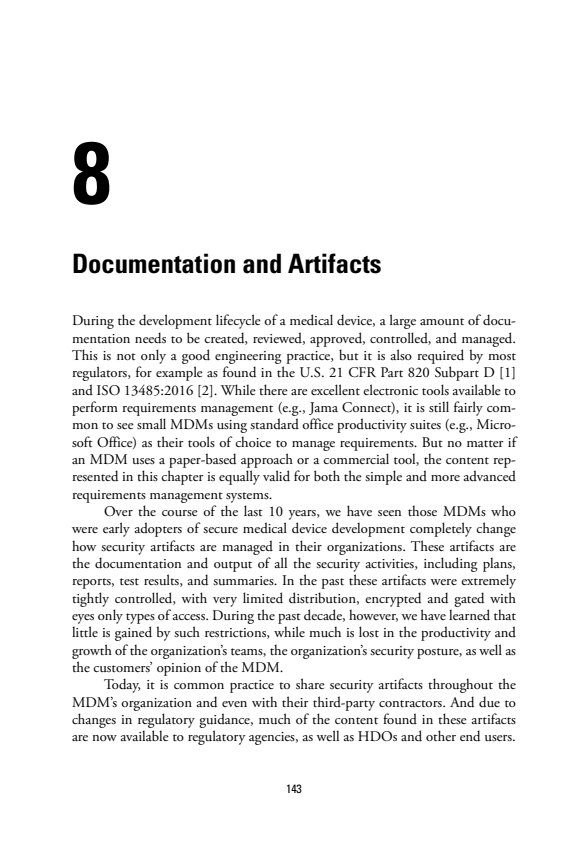 8
Documentation and Artifacts
During the development lifecycle of a medical device, a large amount of docu-
mentation needs to be created, reviewed, approved, controlled, and managed.
This is not only a good engineering practice, but it is also required by most
regulators, for example as found in the U.S. 21 CFR Part 820 Subpart D [1]
and ISO 13485:2016 [2]. While there are excellent electronic tools available to
perform requirements management (e.g., Jama Connect), it is still fairly com-
mon to see small MDMs using standard office productivity suites (e.g., Micro-
soft Office) as their tools of choice to manage requirements. But no matter if
an MDM uses a paper-based approach or a commercial tool, the content rep-
resented in this chapter is equally valid for both the simple and more advanced
requirements management systems.
Over the course of the last 10 years, we have seen those MDMs who
were early adopters of secure medical device development completely change
how security artifacts are managed in their organizations. These artifacts are
the documentation and output of all the security activities, including plans,
reports, test results, and summaries. In the past these artifacts were extremely
tightly controlled, with very limited distribution, encrypted and gated with
eyes only types of access. During the past decade, however, we have learned that
little is gained by such restrictions, while much is lost in the productivity and
growth of the organization's teams, the organization's security posture, as well as
the customers' opinion of the MDM.
Today, it is common practice to share security artifacts throughout the
MDM's organization and even with their third-party contractors. And due to
changes in regulatory guidance, much of the content found in these artifacts
are now available to regulatory agencies, as well as HDOs and other end users.
143